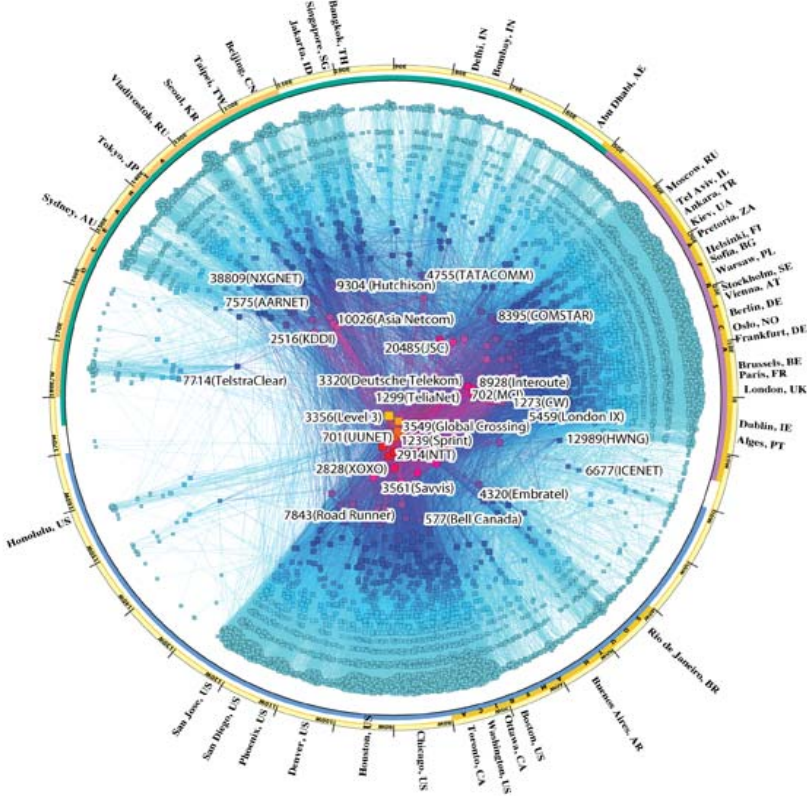 Bangkok, TH
Singapore, SG
Jakarta, ID
Beijing, CN
Taipei, TW
Seoul, KR
Vladivostok, RU
Tokyo, JP
Sydney, AU
Honolulu, US
Delhi, IN
Bombay, IN
Abu Dhabi, AE
Moscow, RU
Tel Aviv, IL
Ankara, TR
Kiev, UA
Pretoria, ZA
Helsinki, FI
Sofia, BG
Warsaw, PL
Stockholm, SE
Vienna, AT
Berlin, DE
Oslo, NO
Frankfurt, DE
Brussels, BE
Paris, FR
London, UK
Dublin, IE
Alges, PT
38809(NXGNET)
9304 (Hutchison)
4755(TATACOMM)
7575(AARNET)
10026(Asia Netcom)
8395(COMSTAR)
2516(KDDI)
20485(JSC)
7714(TelstraClear)
3320(Deutsche Telekom)
8928(Interoute)
1299(TeliaNet)
702(MCI)
1273(GW)
3356(Level 3)
5459(London IX)
3549(Global Crossing)
701(UUNET)
1239(Sprint)
12989(HWNG)
2914(NTT)
2828(XOXO)
6677(ICENET)
3561(Savvis)
4320(Embratel)
7843(Road Runner)
577(Bell Canada)
San Jose, US
San Diego, US
Phoenix, US
Denver, US
Houston, US
Chicago, US
Toronto, CA
Washington, US
Ottawa, CA
Boston, US
Buenos Aires, AR
Rio de Janeiro, BR